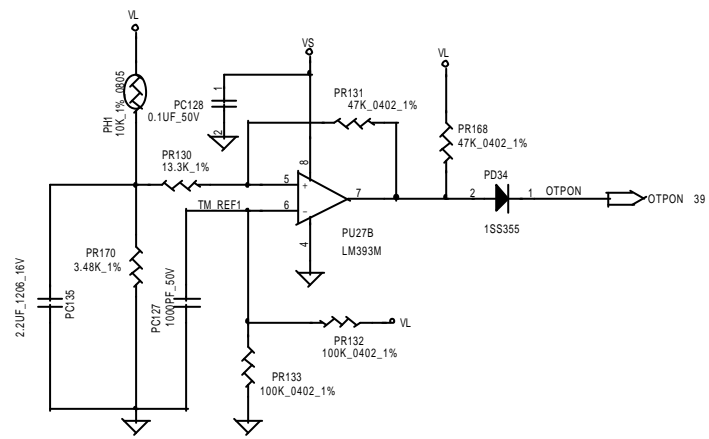 VL
VS
VL
PH1
10K_1%_0805
1
PC128
0.1UF_50V
2
PR131
47K_0402_1%
PR168
47K_0402_1%
PR130
13.3K_1%
8
5
+
7
PD34
2
1
OTPON
OTPON 39
TM_REF1
6
-
1SS355
PU27B
LM393M
4
PR170
3.48K_1%
2.2UF_1206_16V
PC135
PC127
1000PF_50V
VL
PR132
100K_0402_1%
PR133
100K_0402_1%